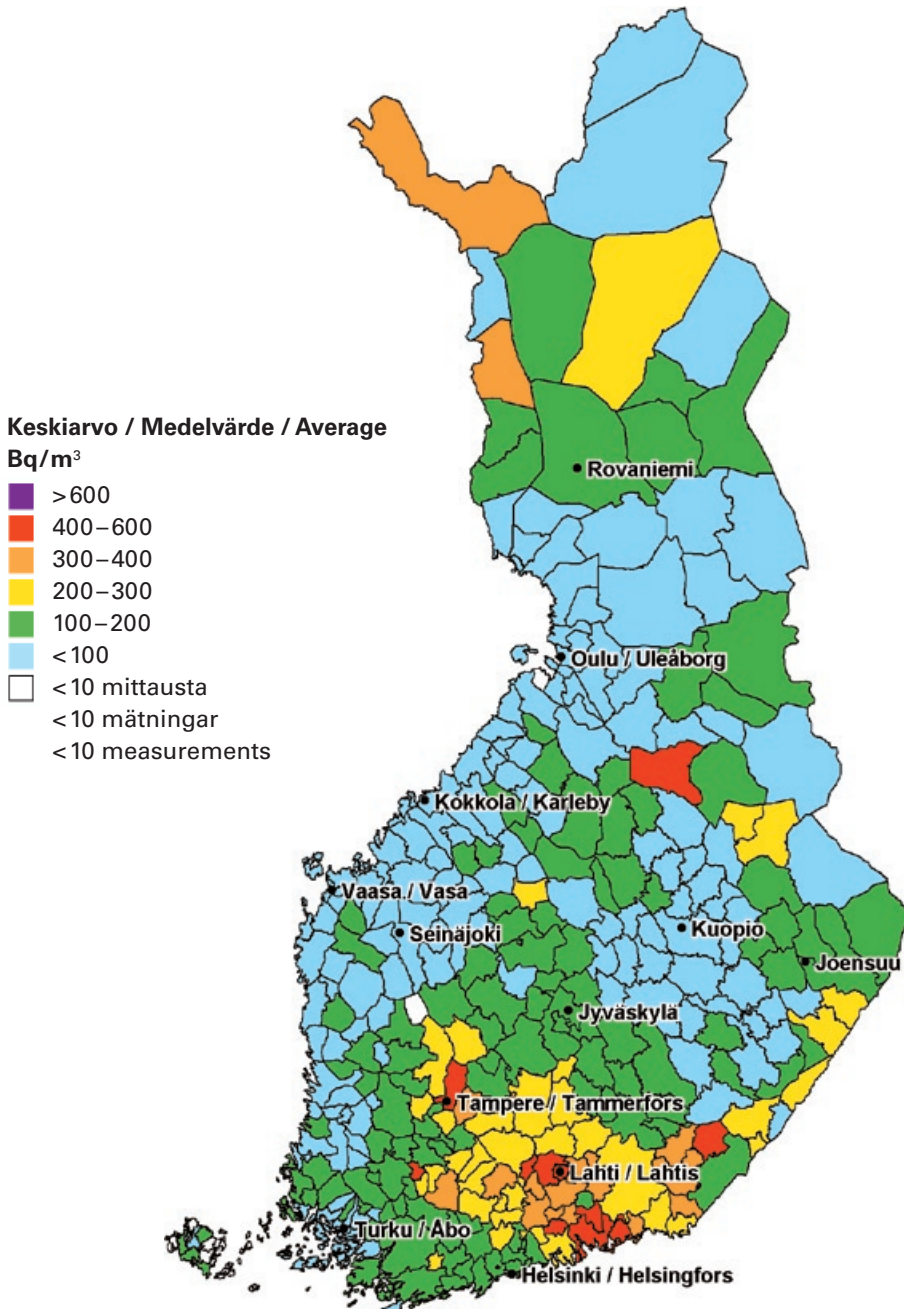 Keskiarvo / Medelvärde / Average
Bq/m³
>600
400–600
300–400
200–300
100–200
<100
<10 mittausta
<10 mätningar
<10 measurements
Rovaniemi
Oulu / Uleåborg
Kokkola / Karleby
Vaasa / Vasa
Seinäjoki
Kuopio
Joensuu
Jyväskylä
Tampere / Tammerfors
Lahti / Lahtis
Turku / Åbo
Helsinki / Helsingfors